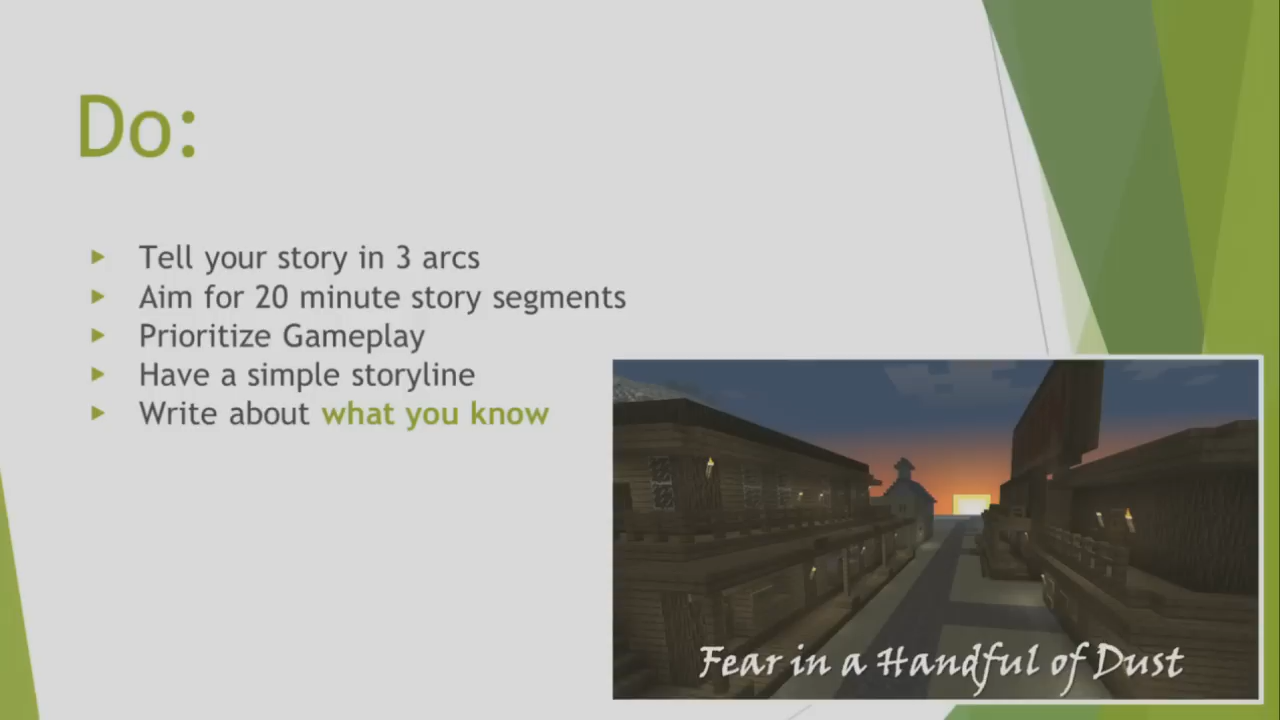 Do:
Tell your story in 3 arcs
Aim for 20 minute story segments
Prioritize Gameplay
Have a simple storyline
Write about what you know
Fear in a Handful of Dust